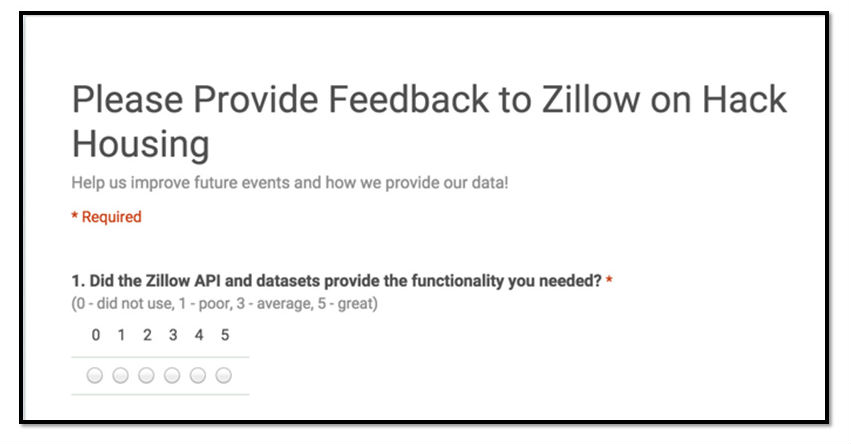 Please Provide Feedback to Zillow on Hack
Housing
Help us improve future events and how we provide our data!
* Required
1. Did the Zillow API and datasets provide the functionality you needed? *
(0 - did not use, 1 - poor, 3 - average, 5 - great)
0 1 2 3 4 5